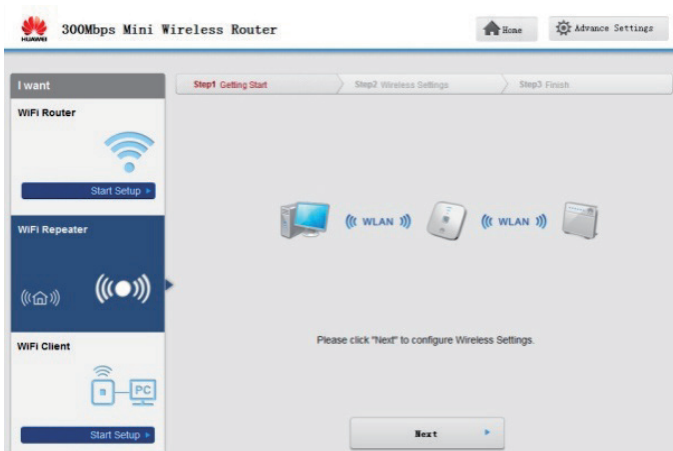 HUAWEI
300Mbps Mini Wireless Router
Home
Advance Settings
I want
Step1 Getting Start
Step2 Wireless Settings
Step3 Finish
WiFi Router
Start Setup
WiFi Repeater
((( WLAN )))
((( WLAN )))
Please click "Next" to configure Wireless Settings.
WiFi Client
PC
Start Setup
Next